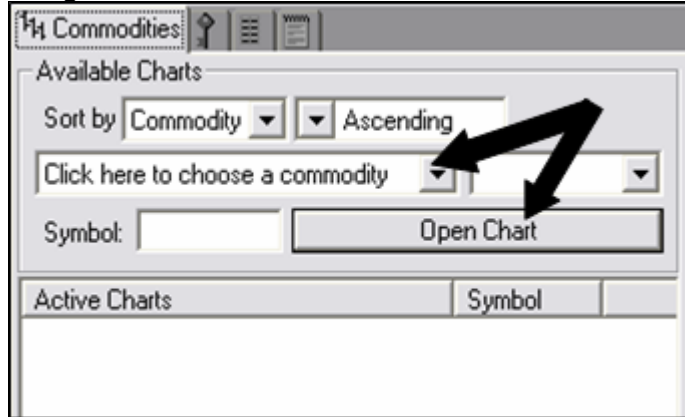 Commodities
Available Charts
Sort by Commodity Ascending
Click here to choose a commodity
Symbol: Open Chart
Active Charts Symbol